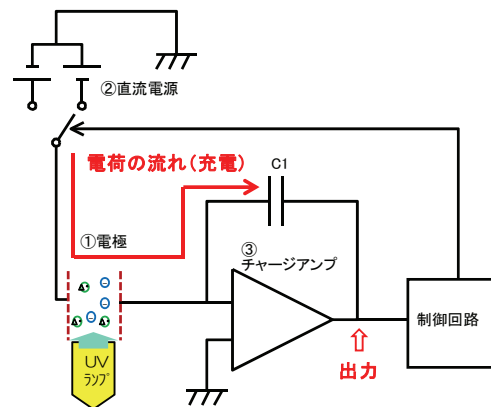 ②直流電源
電荷の流れ(充電)
C1
①電極
③
チャージアンプ
制御回路
出力
UV
ランプ